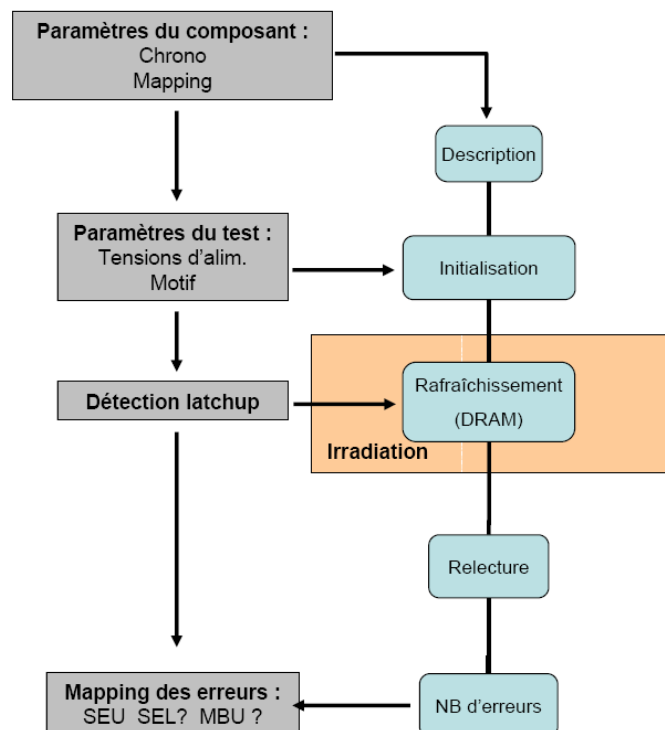 Paramètres du composant :
Chrono
Mapping
Description
Paramètres du test :
Tensions d'alim.
Motif
Initialisation
Détection latchup
Rafraîchissement
(DRAM)
Irradiation
Relecture
Mapping des erreurs :
SEU SEL? MBU ?
NB d'erreurs